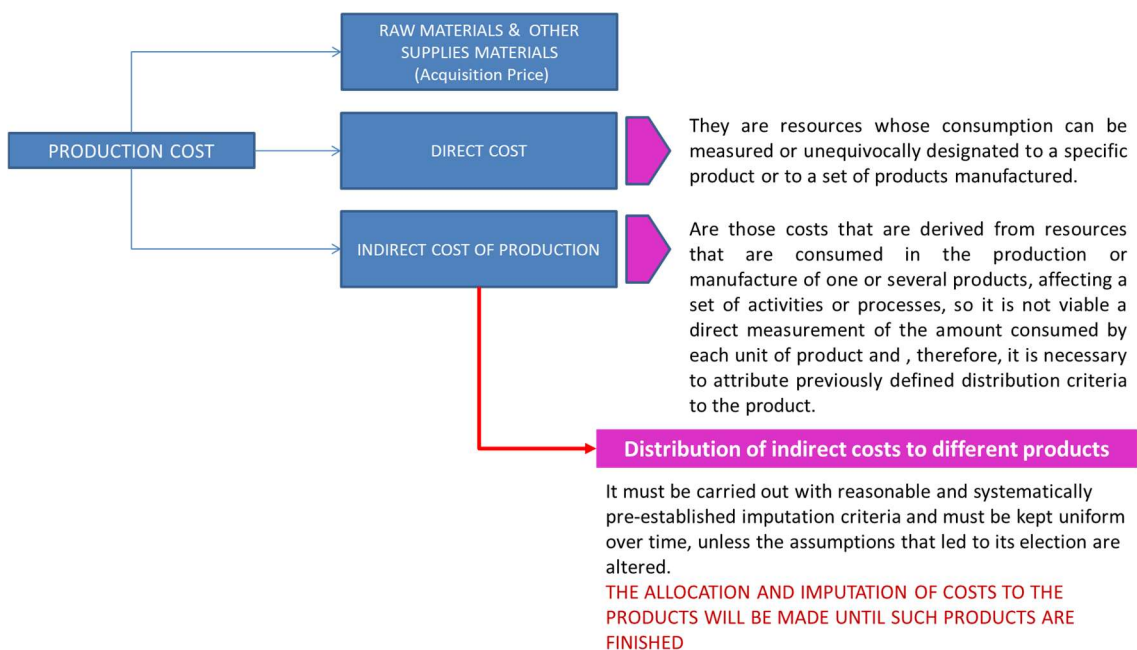 RAW MATERIALS & OTHER
SUPPLIES MATERIALS
(Acquisition Price)
PRODUCTION COST
DIRECT COST
They are resources whose consumption can be
measured or unequivocally designated to a specific
product or to a set of products manufactured.
INDIRECT COST OF PRODUCTION
Are those costs that are derived from resources
that are consumed in the production or
manufacture of one or several products, affecting a
set of activities or processes, so it is not viable a
direct measurement of the amount consumed by
each unit of product and , therefore, it is necessary
to attribute previously defined distribution criteria
to the product.
Distribution of indirect costs to different products
It must be carried out with reasonable and systematically
pre-established imputation criteria and must be kept uniform
over time, unless the assumptions that led to its election are
altered.
THE ALLOCATION AND IMPUTATION OF COSTS TO THE
PRODUCTS WILL BE MADE UNTIL SUCH PRODUCTS ARE
FINISHED